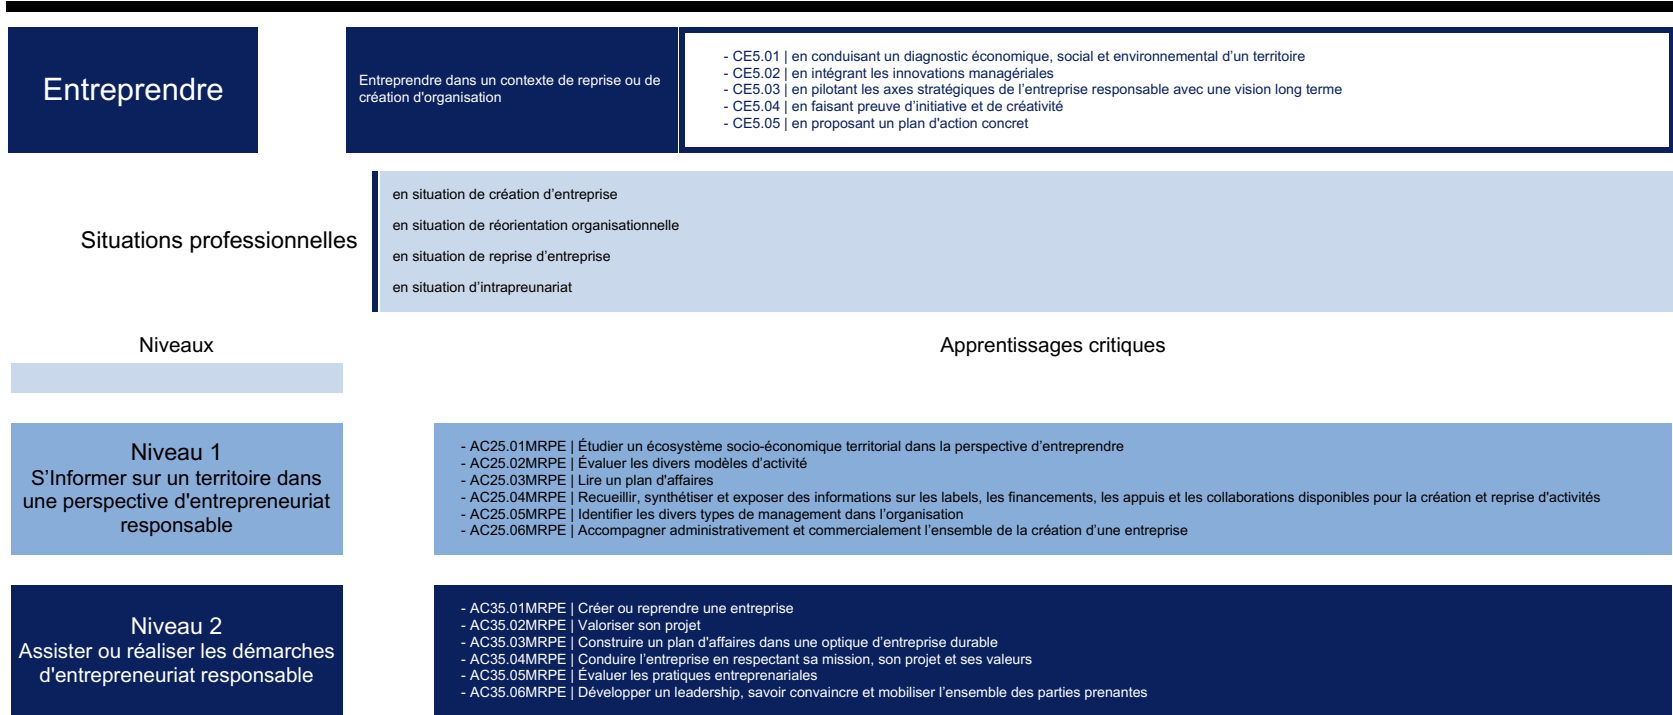 Entreprendre
Entreprendre dans un contexte de reprise ou de
création d'organisation
- CE5.01 | en conduisant un diagnostic économique, social et environnemental d’un territoire
- CE5.02 | en intégrant les innovations managériales
- CE5.03 | en pilotant les axes stratégiques de l’entreprise responsable avec une vision long terme
- CE5.04 | en faisant preuve d’initiative et de créativité
- CE5.05 | en proposant un plan d'action concret
Situations professionnelles
en situation de création d’entreprise
en situation de réorientation organisationnelle
en situation de reprise d’entreprise
en situation d’intrapreunariat
Niveaux
Apprentissages critiques
Niveau 1
S’Informer sur un territoire dans
une perspective d'entrepreneuriat
responsable
- AC25.01MRPE | Étudier un écosystème socio-économique territorial dans la perspective d’entreprendre
- AC25.02MRPE | Évaluer les divers modèles d’activité
- AC25.03MRPE | Lire un plan d'affaires
- AC25.04MRPE | Recueillir, synthétiser et exposer des informations sur les labels, les financements, les appuis et les collaborations disponibles pour la création et reprise d'activités
- AC25.05MRPE | Identifier les divers types de management dans l’organisation
- AC25.06MRPE | Accompagner administrativement et commercialement l’ensemble de la création d’une entreprise
Niveau 2
Assister ou réaliser les démarches
d'entrepreneuriat responsable
- AC35.01MRPE | Créer ou reprendre une entreprise
- AC35.02MRPE | Valoriser son projet
- AC35.03MRPE | Construire un plan d'affaires dans une optique d’entreprise durable
- AC35.04MRPE | Conduire l’entreprise en respectant sa mission, son projet et ses valeurs
- AC35.05MRPE | Évaluer les pratiques entreprenariales
- AC35.06MRPE | Développer un leadership, savoir convaincre et mobiliser l’ensemble des parties prenantes